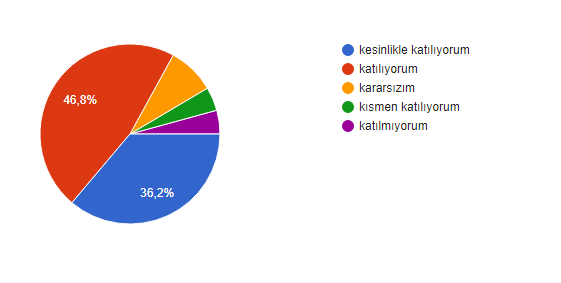 46,8%
36,2%
kesinlikle katılıyorum
katılıyorum
kararsızım
kısmen katılıyorum
katılmıyorum